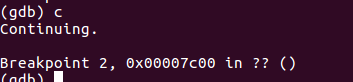 (gdb) c
Continuing.
Breakpoint 2, 0x00007c00 in ?? ()
(gdb)